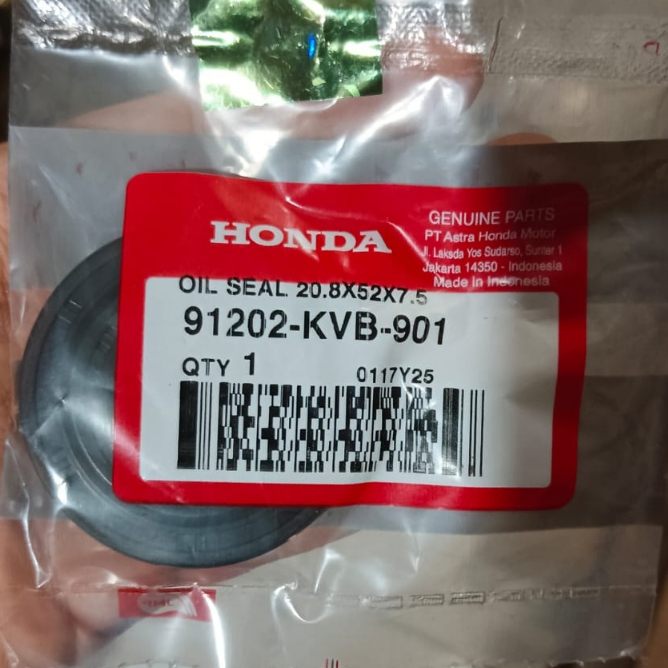 HONDA
GENUINE PARTS
PT Astra Honda Motor
Jl. Laksda Yos Sudarso, Sunter 1
Jakarta 14350 - Indonesia
Made in Indonesia
OIL SEAL 20.8X52X7.5
91202-KVB-901
QTY 1
0117Y25